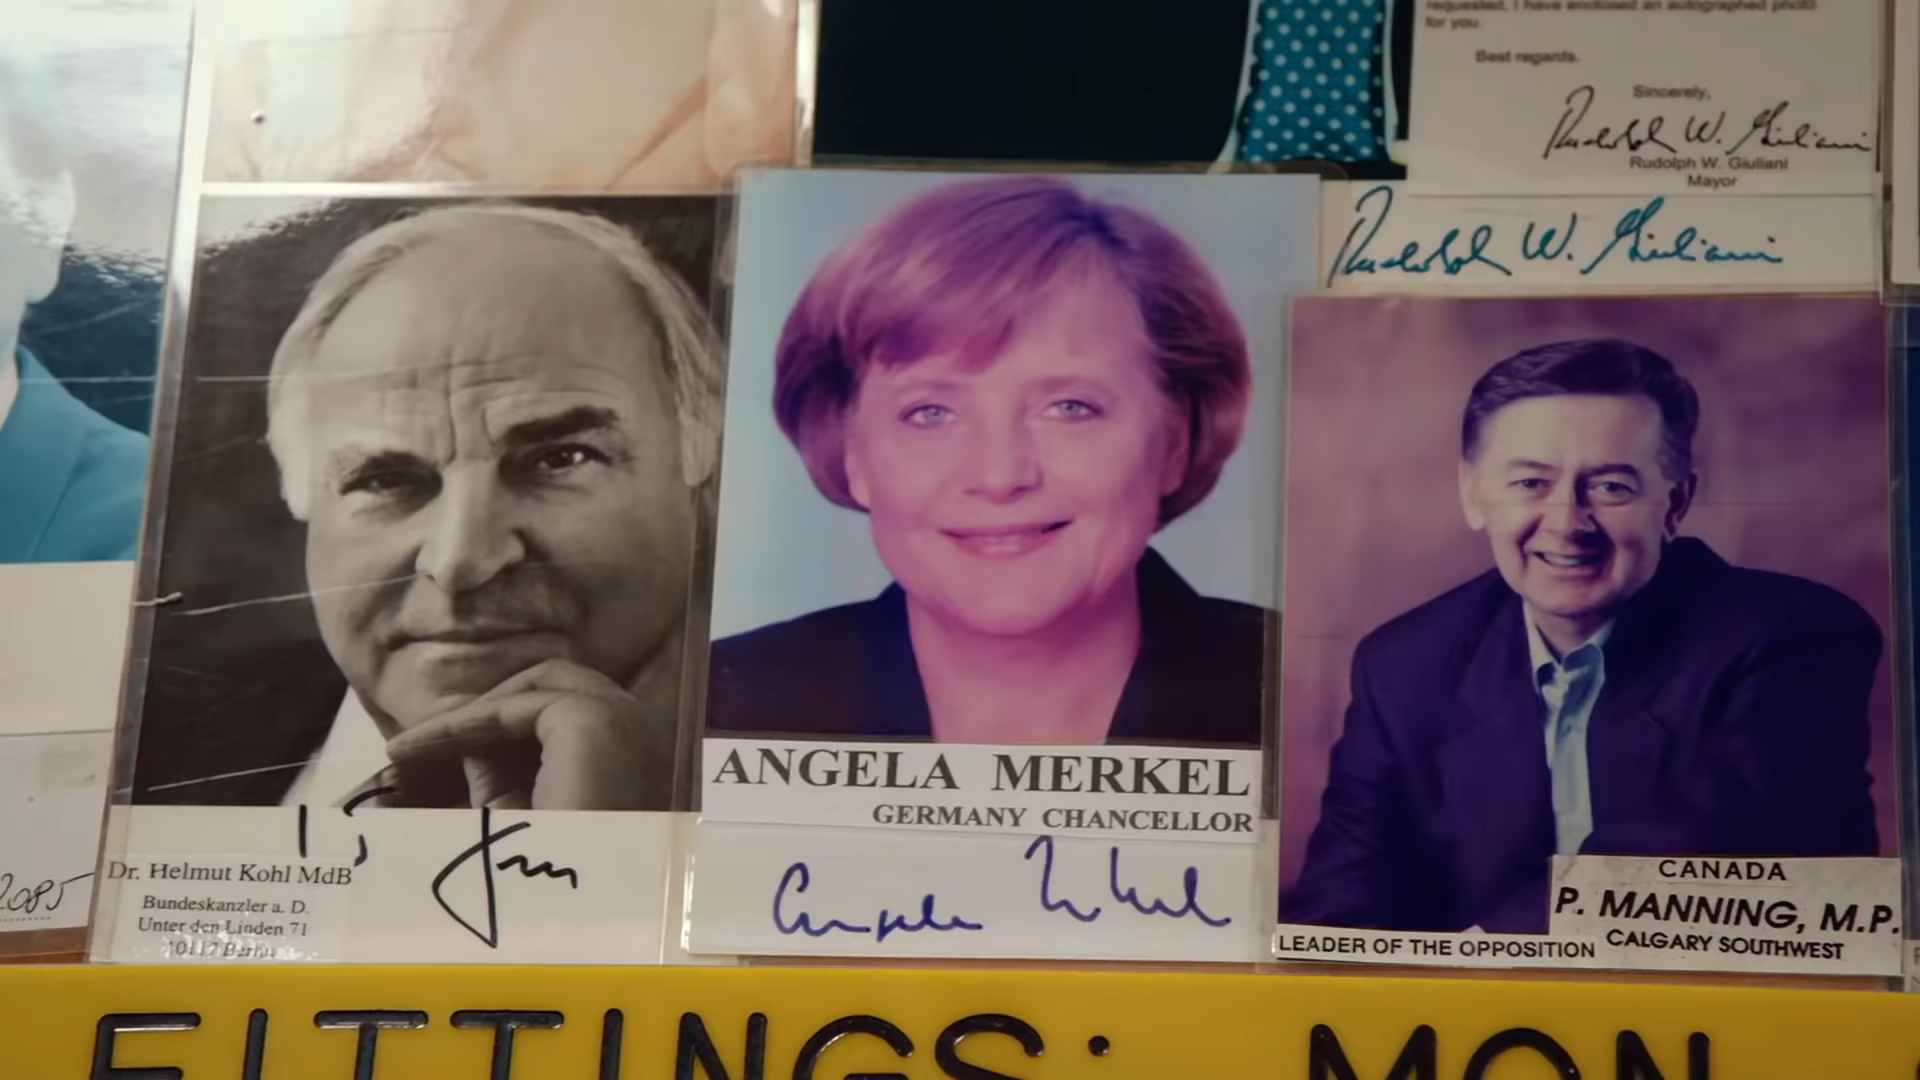 requested, I have enclosed an autographed photo
for you.
Best regards.
Sincerely,
Rudolph W. Giuliani
Rudolph W. Giuliani
Mayor
Rudolph W. Giuliani
ANGELA MERKEL
GERMANY CHANCELLOR
Angela Merkel
Dr. Helmut Kohl MdB
Bundeskanzler a. D.
Unter den Linden 71
10117 Berlin
2085
CANADA
P. MANNING, M.P.
CALGARY SOUTHWEST
LEADER OF THE OPPOSITION
FITTINGS: MON